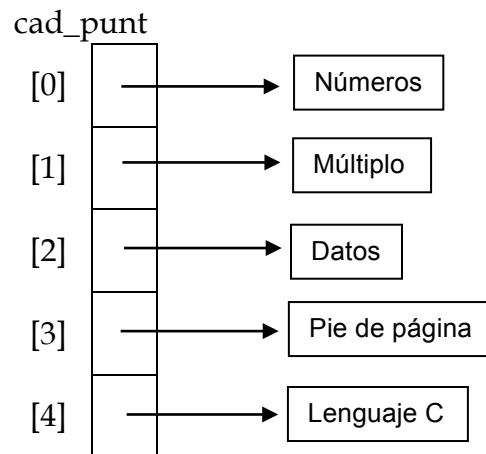 cad_punt
[0] Números
[1] Múltiplo
[2] Datos
[3] Pie de página
[4] Lenguaje C